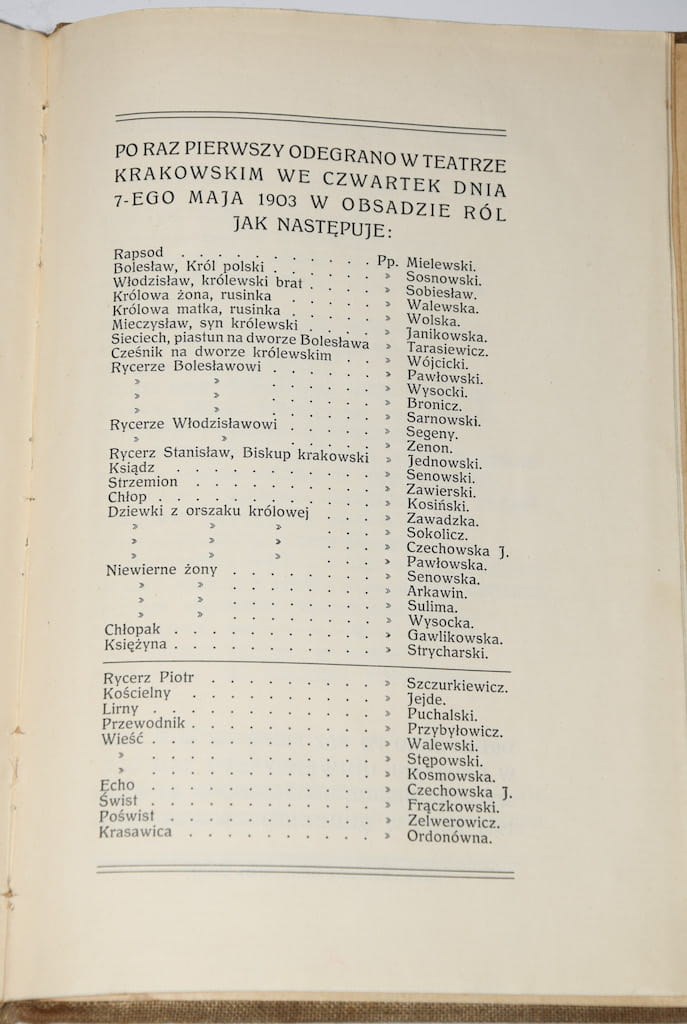 PO RAZ PIERWSZY ODEGRANO W TEATRZE
KRAKOWSKIM WE CZWARTEK DNIA
7-EGO MAJA 1903 W OBSADZIE RÓL
JAK NASTĘPUJE:
Rapsod . . . . . . . . . . Pp. Mielewski.
Bolesław, Król polski . . . . . » Sosnowski.
Włodzisław, królewski brat . . . . » Sobiesław.
Królowa żona, rusinka . . . . . » Walewska.
Królowa matka, rusinka . . . . . » Wolska.
Mieczysław, syn królewski . . . . » Janikowska.
Sieciech, piastun na dworze Bolesława » Tarasiewicz.
Cześnik na dworze królewskim . . » Wójcicki.
Rycerze Bolesławowi . . . . . . » Pawłowski.
» » . . . . . . » Wysocki.
» » . . . . . . » Bronicz.
» » . . . . . . » Sarnowski.
Rycerze Włodzisławowi . . . . . » Segeny.
» » . . . . . » Zenon.
Rycerz Stanisław, Biskup krakowski » Jednowski.
Ksiądz . . . . . . . . . . » Senowski.
Strzemion . . . . . . . . . » Zawierski.
Chłop . . . . . . . . . . . » Kosiński.
Dziewki z orszaku królowej . . . » Zawadzka.
» » » . . . » Sokolicz.
» » » . . . » Czechowska J.
» » » . . . » Pawłowska.
Niewierne żony . . . . . . . . » Senowska.
» » . . . . . . . . » Arkawin.
» » . . . . . . . . » Sulima.
» » . . . . . . . . » Wysocka.
Chłopak . . . . . . . . . . » Gawlikowska.
Księżyna . . . . . . . . . . » Strycharski.
Rycerz Piotr . . . . . . . . » Szczurkiewicz.
Kościelny . . . . . . . . . » Jejde.
Lirny . . . . . . . . . . . » Puchalski.
Przewodnik . . . . . . . . . » Przybyłowicz.
Wieść . . . . . . . . . . . » Walewski.
» . . . . . . . . . . . » Stępowski.
» . . . . . . . . . . . » Kosmowska.
Echo . . . . . . . . . . . » Czechowska J.
Świst . . . . . . . . . . . » Frączkowski.
Poświst . . . . . . . . . . » Zelwerowicz.
Krasawica . . . . . . . . . » Ordonówna.